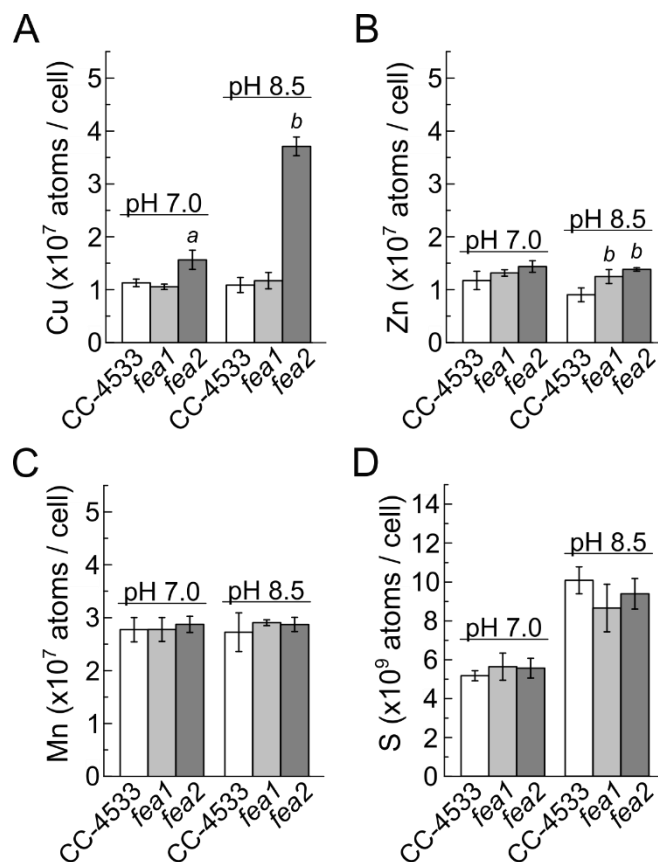 A
Cu (x10⁷ atoms / cell)
5
4
3
2
1
0
pH 7.0
a
pH 8.5
b
CC-4533
fea1
fea2
CC-4533
fea1
fea2
B
Zn (x10⁷ atoms / cell)
5
4
3
2
1
0
pH 7.0
pH 8.5
b
b
CC-4533
fea1
fea2
CC-4533
fea1
fea2
C
Mn (x10⁷ atoms / cell)
5
4
3
2
1
0
pH 7.0
pH 8.5
CC-4533
fea1
fea2
CC-4533
fea1
fea2
D
S (x10⁹ atoms / cell)
14
12
10
8
6
4
2
0
pH 7.0
pH 8.5
CC-4533
fea1
fea2
CC-4533
fea1
fea2